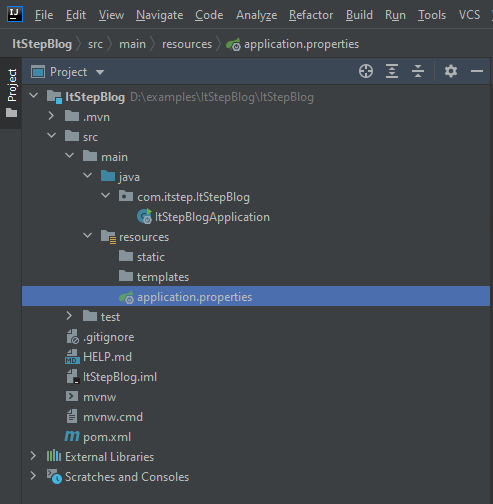 IJ File Edit View Navigate Code Analyze Refactor Build Run Tools VCS
ItStepBlog src main resources application.properties
Project
Project
ItStepBlog D:\examples\ItStepBlog\ItStepBlog
.mvn
src
main
java
com.itstep.ItStepBlog
ItStepBlogApplication
resources
static
templates
application.properties
test
.gitignore
HELP.md
ItStepBlog.iml
mvnw
mvnw.cmd
pom.xml
External Libraries
Scratches and Consoles